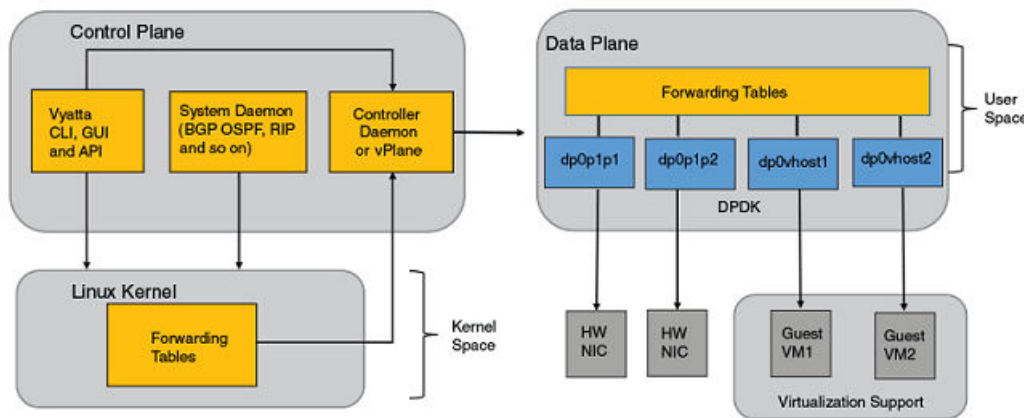 Control Plane
Vyatta
CLI, GUI
and API
System Daemon
(BGP OSPF, RIP
and so on)
Controller
Daemon
or vPlane
Linux Kernel
Forwarding
Tables
Kernel
Space
Data Plane
Forwarding Tables
dp0p1p1
dp0p1p2
dp0vhost1
dp0vhost2
DPDK
User
Space
HW
NIC
HW
NIC
Guest
VM1
Guest
VM2
Virtualization Support